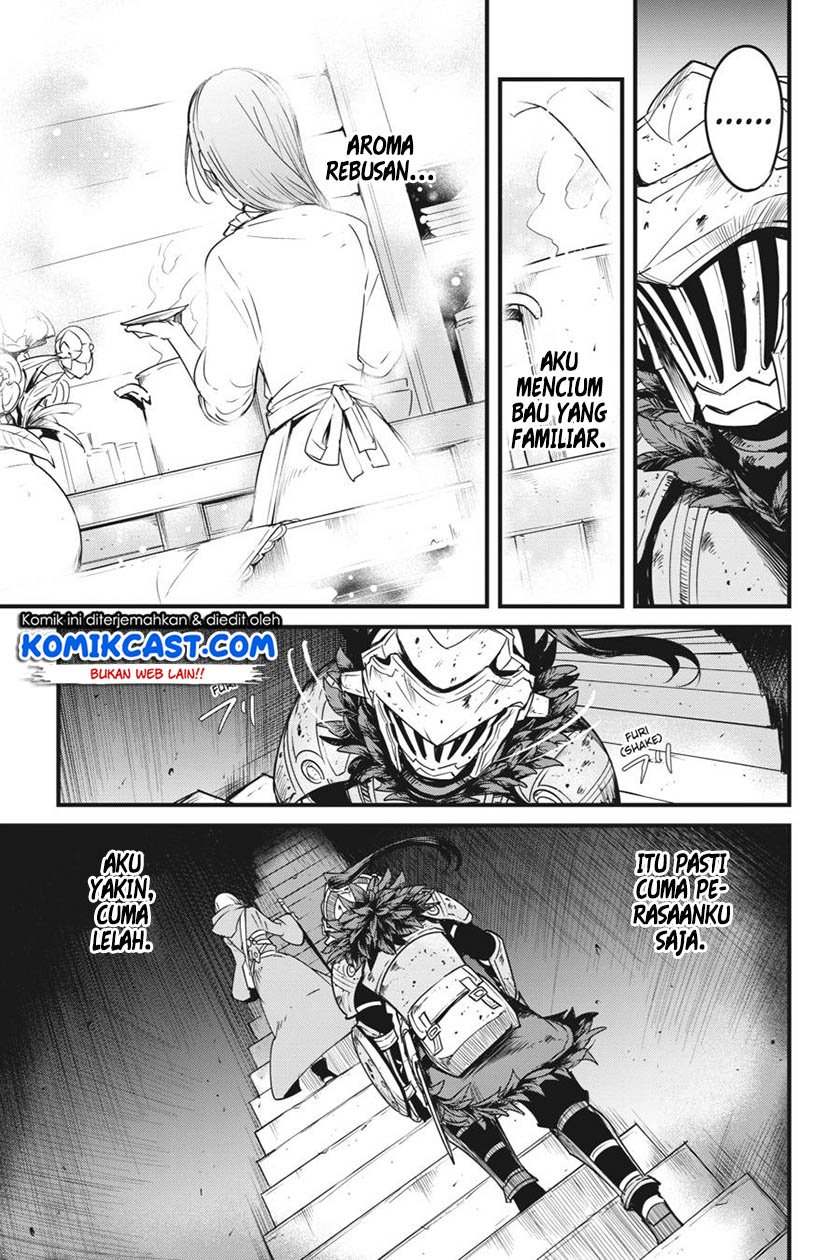 ......
AKU
MENCIUM
BAU YANG
FAMILIAR.
AROMA
REBUSAN...
Komik ini diterjemahkan & diedit oleh
KOMIKCAST.COM
BUKAN WEB LAIN!!
FURI
(SHAKE)
FURI
ITU PASTI
CUMA PE-
RASAANKU
SAJA.
AKU
YAKIN,
CUMA
LELAH.